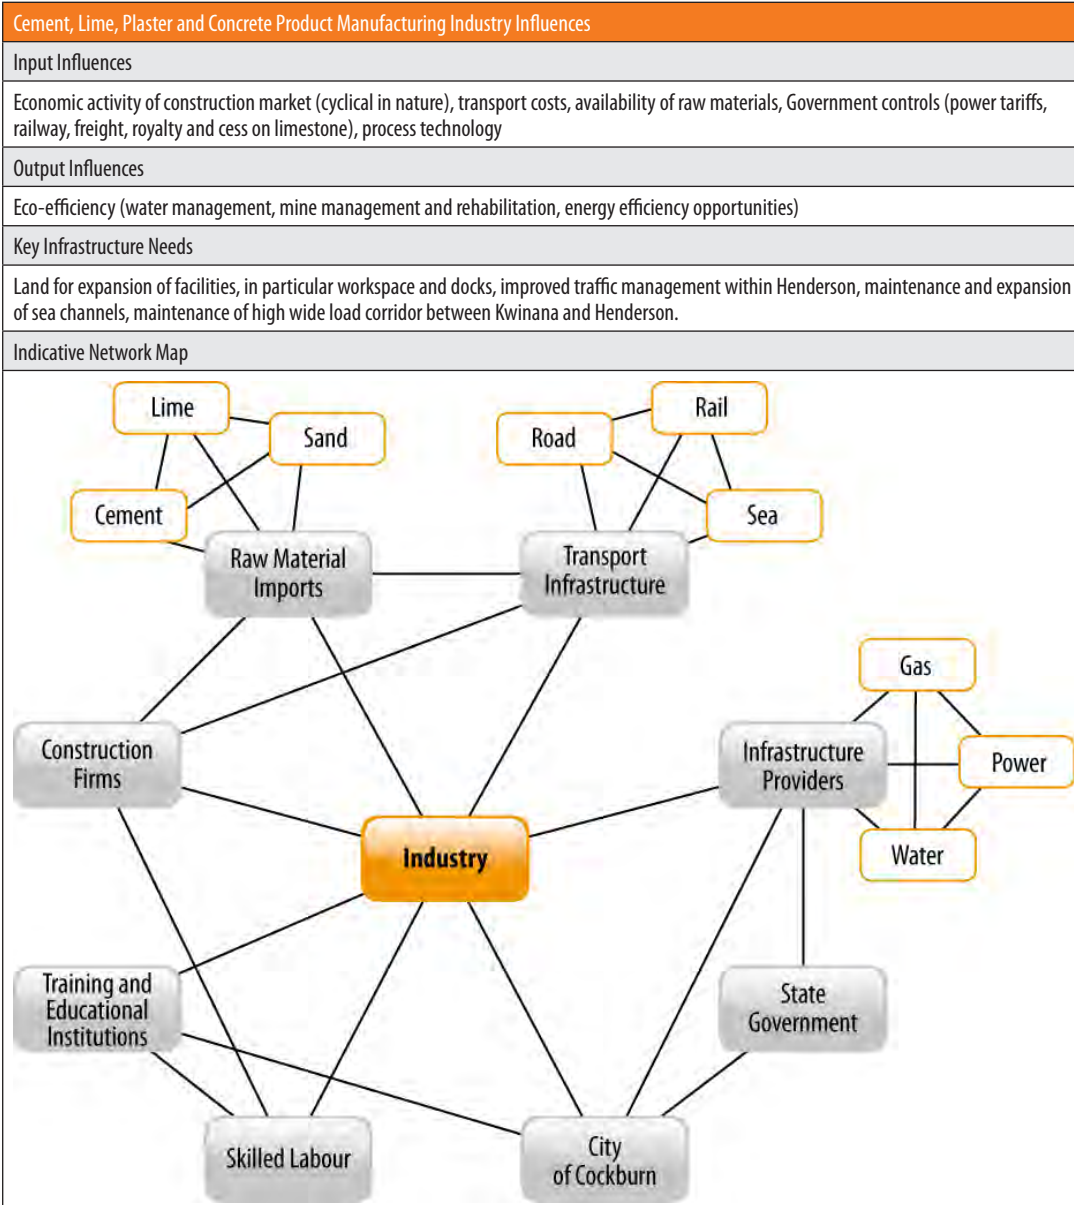 Cement, Lime, Plaster and Concrete Product Manufacturing Industry Influences
Input Influences
Economic activity of construction market (cyclical in nature), transport costs, availability of raw materials, Government controls (power tariffs,
railway, freight, royalty and cess on limestone), process technology
Output Influences
Eco-efficiency (water management, mine management and rehabilitation, energy efficiency opportunities)
Key Infrastructure Needs
Land for expansion of facilities, in particular workspace and docks, improved traffic management within Henderson, maintenance and expansion
of sea channels, maintenance of high wide load corridor between Kwinana and Henderson.
Indicative Network Map
Lime
Sand
Cement
Raw Material
Imports
Road
Rail
Sea
Transport
Infrastructure
Construction
Firms
Infrastructure
Providers
Gas
Power
Water
Industry
Training and
Educational
Institutions
State
Government
Skilled Labour
City
of Cockburn